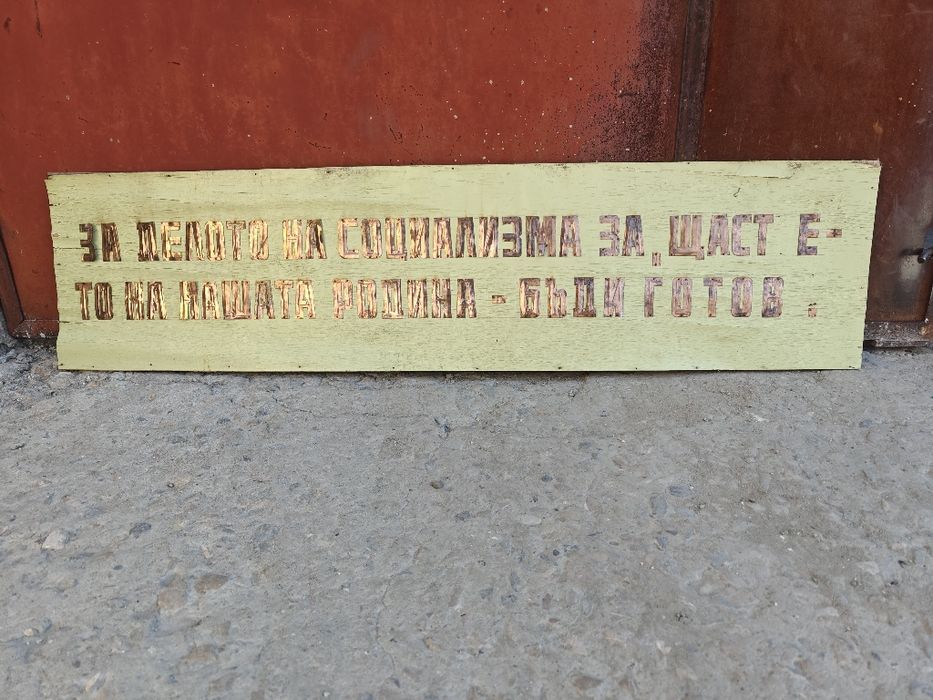 ЗА ДЕЛОТО НА СОЦИАЛИЗМА ЗА ЩАСТ Е-
ТО НА НАШАТА РОДИНА - БЪДИ ГОТОВ .